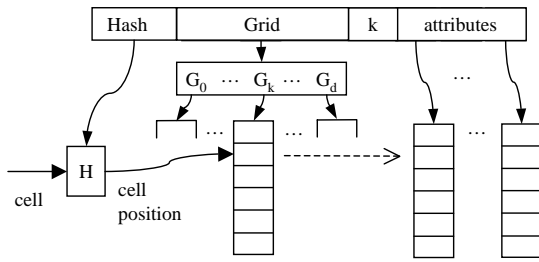 Hash Grid k attributes
G0 ... Gk ... Gd
...
... ... ...
H
cell
cell
position